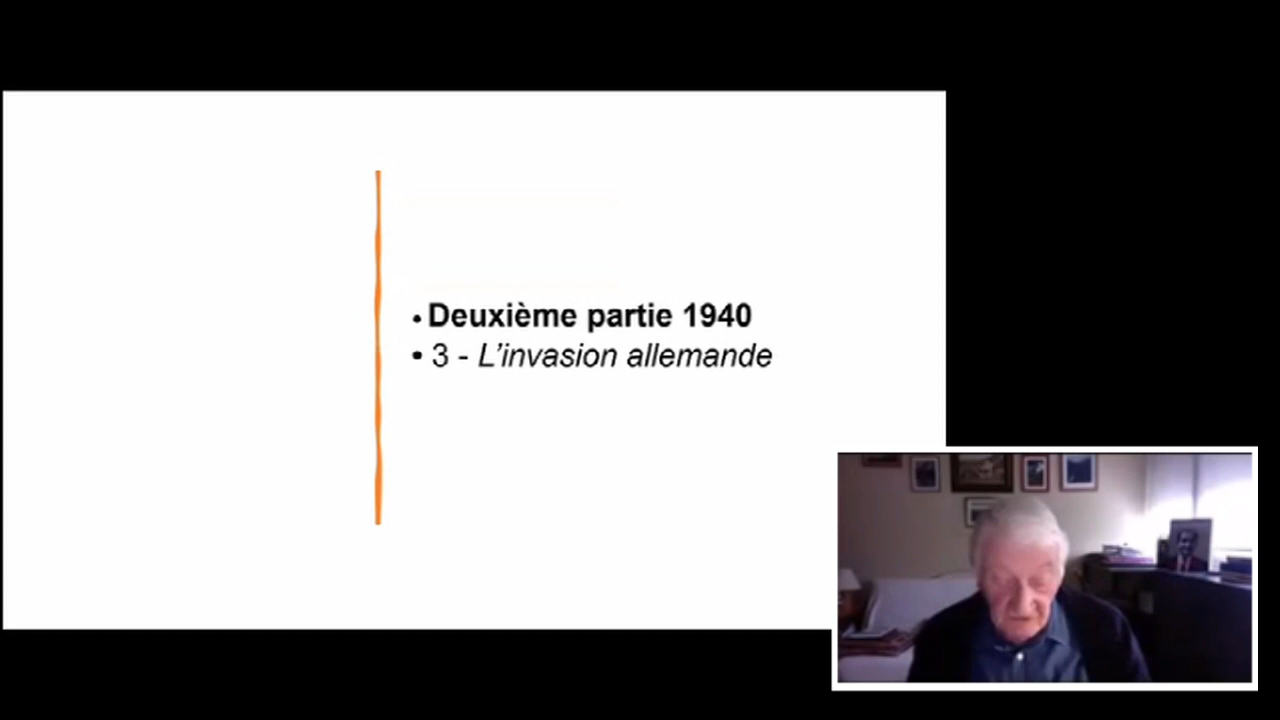 • Deuxième partie 1940
• 3 - L’invasion allemande